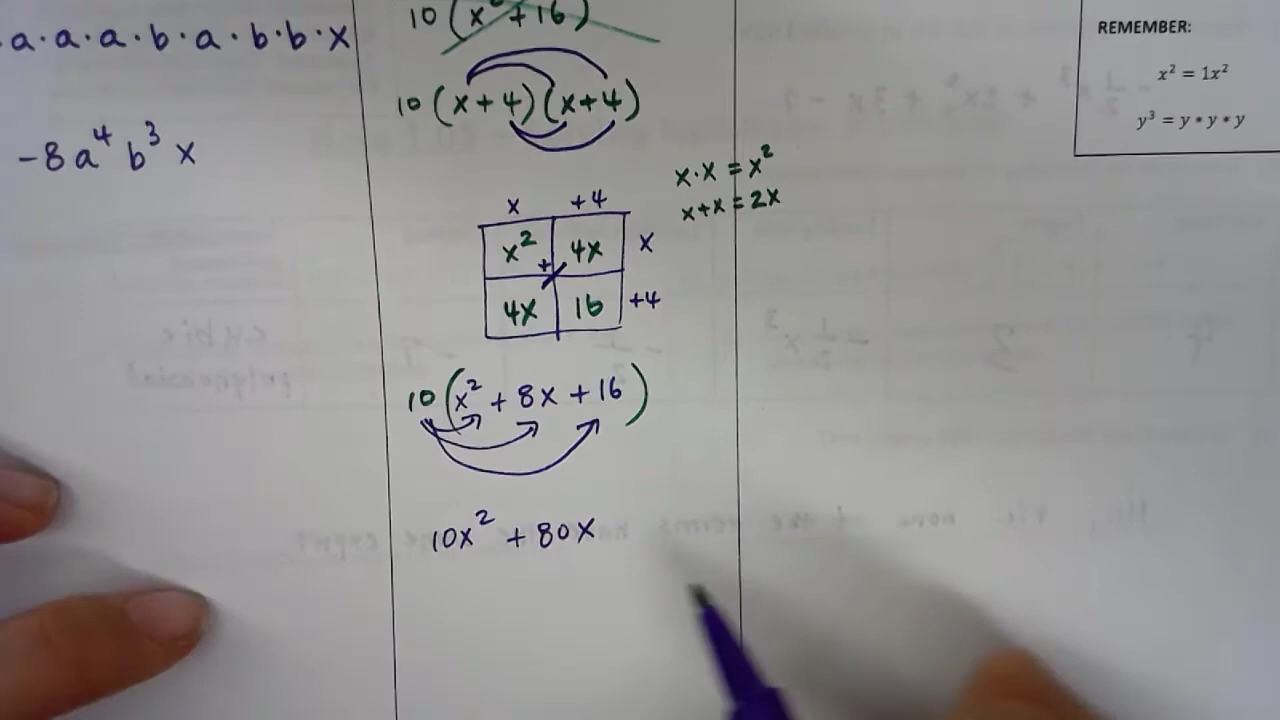 · a · a · a · b · a · b · b · x
-8a⁴b³x
10(x² + 16)
10(x + 4)(x + 4)
x · x = x²
x + x = 2x
x +4
x² + 4x x
4x 16 +4
10(x² + 8x + 16)
10x² + 80x
REMEMBER:
x² = 1x²
y³ = y * y * y